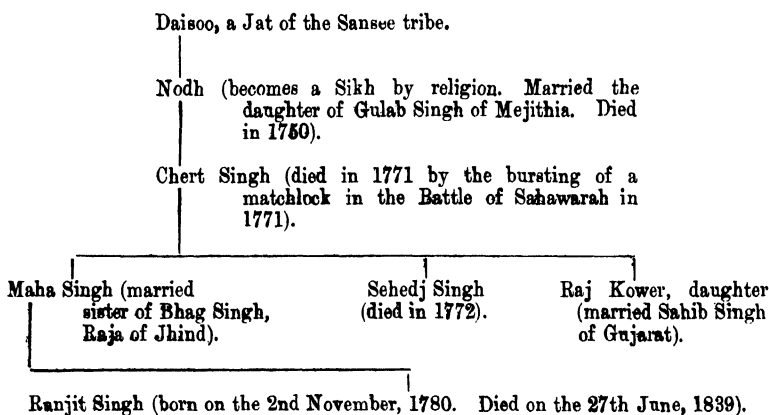 Daisoo, a Jat of the Sansee tribe.
Nodh (becomes a Sikh by religion. Married the
daughter of Gulab Singh of Mejithia. Died
in 1750).
Chert Singh (died in 1771 by the bursting of a
matchlock in the Battle of Sahawarah in
1771).
Maha Singh (married
sister of Bhag Singh,
Raja of Jhind).
Sehedj Singh
(died in 1772).
Raj Kower, daughter
(married Sahib Singh
of Gujarat).
Ranjit Singh (born on the 2nd November, 1780. Died on the 27th June, 1839).